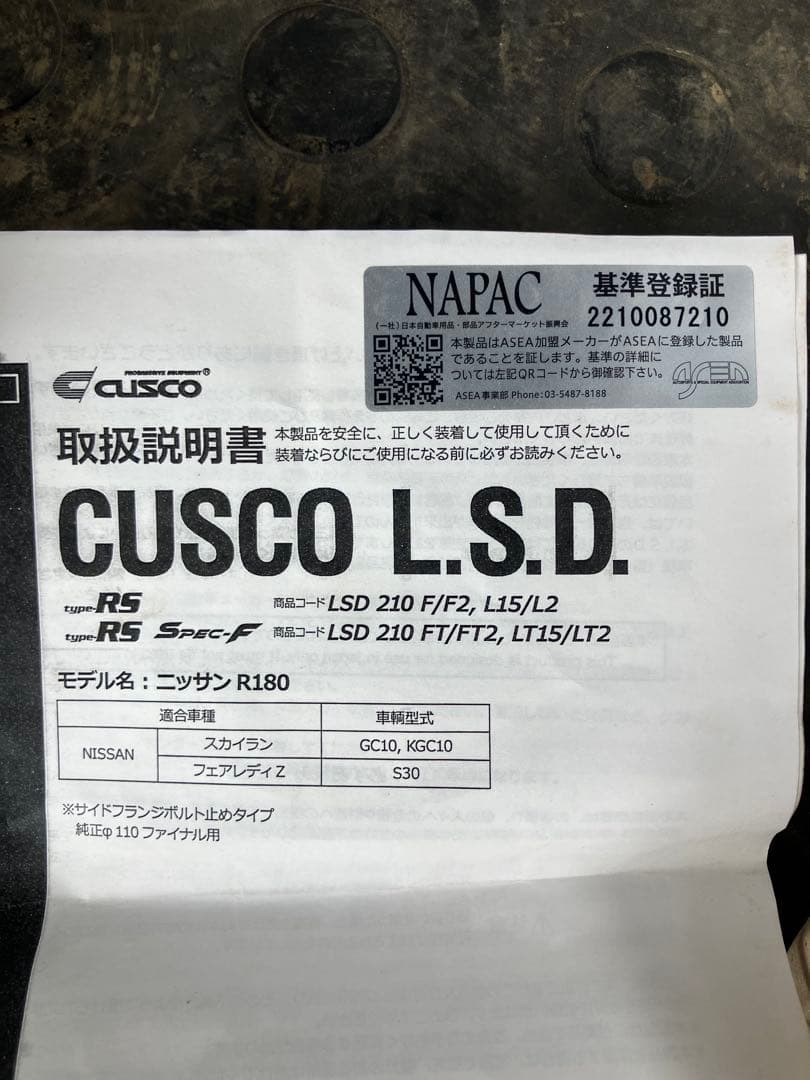 NAPAC 基準登録証
(一社)日本自動車用品・部品アフターマーケット振興会 2210087210
本製品はASEA加盟メーカーがASEAに登録した製品
であることを証します。基準の詳細に
ついては左記QRコードから御確認下さい。
ASEA事業部 Phone:03-5487-8188
ASEA
AUTOSPORTS & SPECIAL EQUIPMENT ASSOCIATION
PROGRESSIVE EQUIPMENT
CUSCO®
取扱説明書 本製品を安全に、正しく装着して使用して頂くために
装着ならびにご使用になる前に必ずお読みください。
CUSCO L.S.D.
type-RS 商品コード LSD 210 F/F2, L15/L2
type-RS SPEC-F 商品コード LSD 210 FT/FT2, LT15/LT2
モデル名：ニッサン R180
適合車種 車輌型式
NISSAN スカイラン GC10, KGC10
フェアレディ Z S30
※サイドフランジボルト止めタイプ
純正φ110 ファイナル用